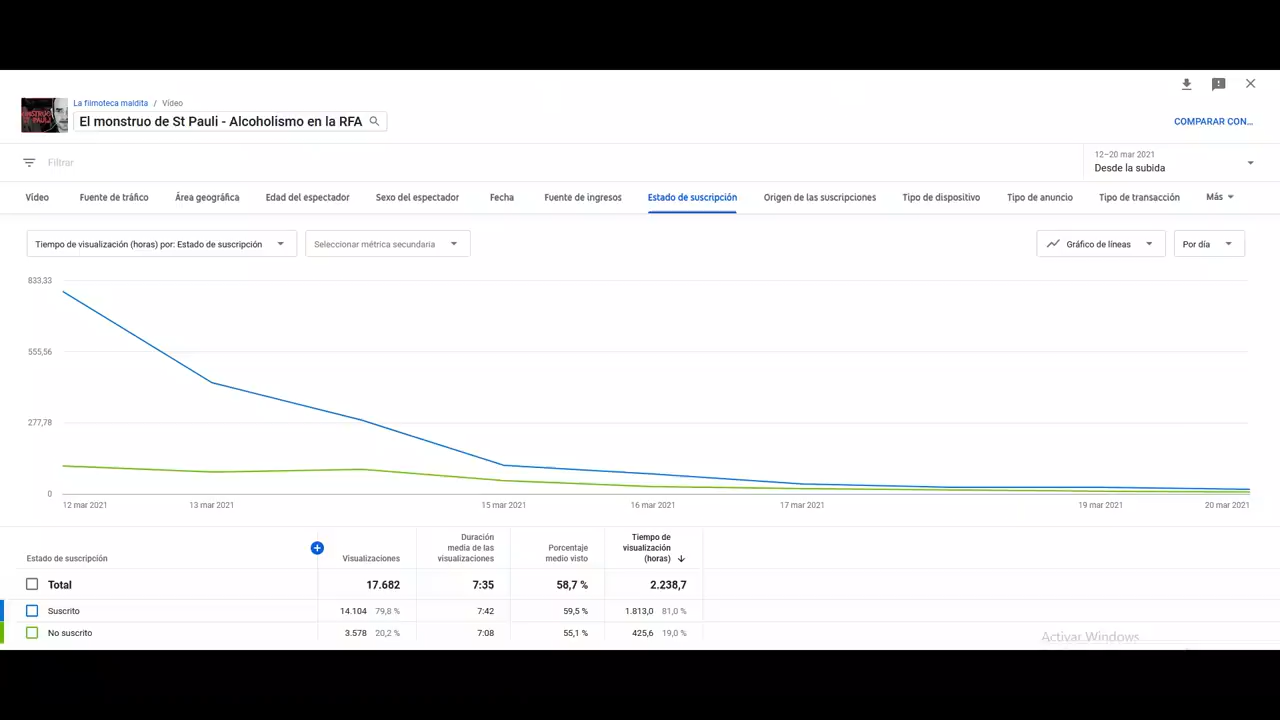 La filmoteca maldita / Vídeo
El monstruo de St Pauli - Alcoholismo en la RFA
COMPARAR CON...
Filtrar
12–20 mar 2021
Desde la subida
Vídeo Fuente de tráfico Área geográfica Edad del espectador Sexo del espectador Fecha Fuente de ingresos Estado de suscripción Origen de las suscripciones Tipo de dispositivo Tipo de anuncio Tipo de transacción Más
Tiempo de visualización (horas) por: Estado de suscripción Seleccionar métrica secundaria Gráfico de líneas Por día
833,33
555,56
277,78
0
12 mar 2021 13 mar 2021 15 mar 2021 16 mar 2021 17 mar 2021 19 mar 2021 20 mar 2021
Estado de suscripción
Visualizaciones
Duración
media de las
visualizaciones
Porcentaje
medio visto
Tiempo de
visualización
(horas)
Total 17.682 7:35 58,7 % 2.238,7
Suscrito 14.104 79,8 % 7:42 59,5 % 1.813,0 81,0 %
No suscrito 3.578 20,2 % 7:08 55,1 % 425,6 19,0 %
Activar Windows